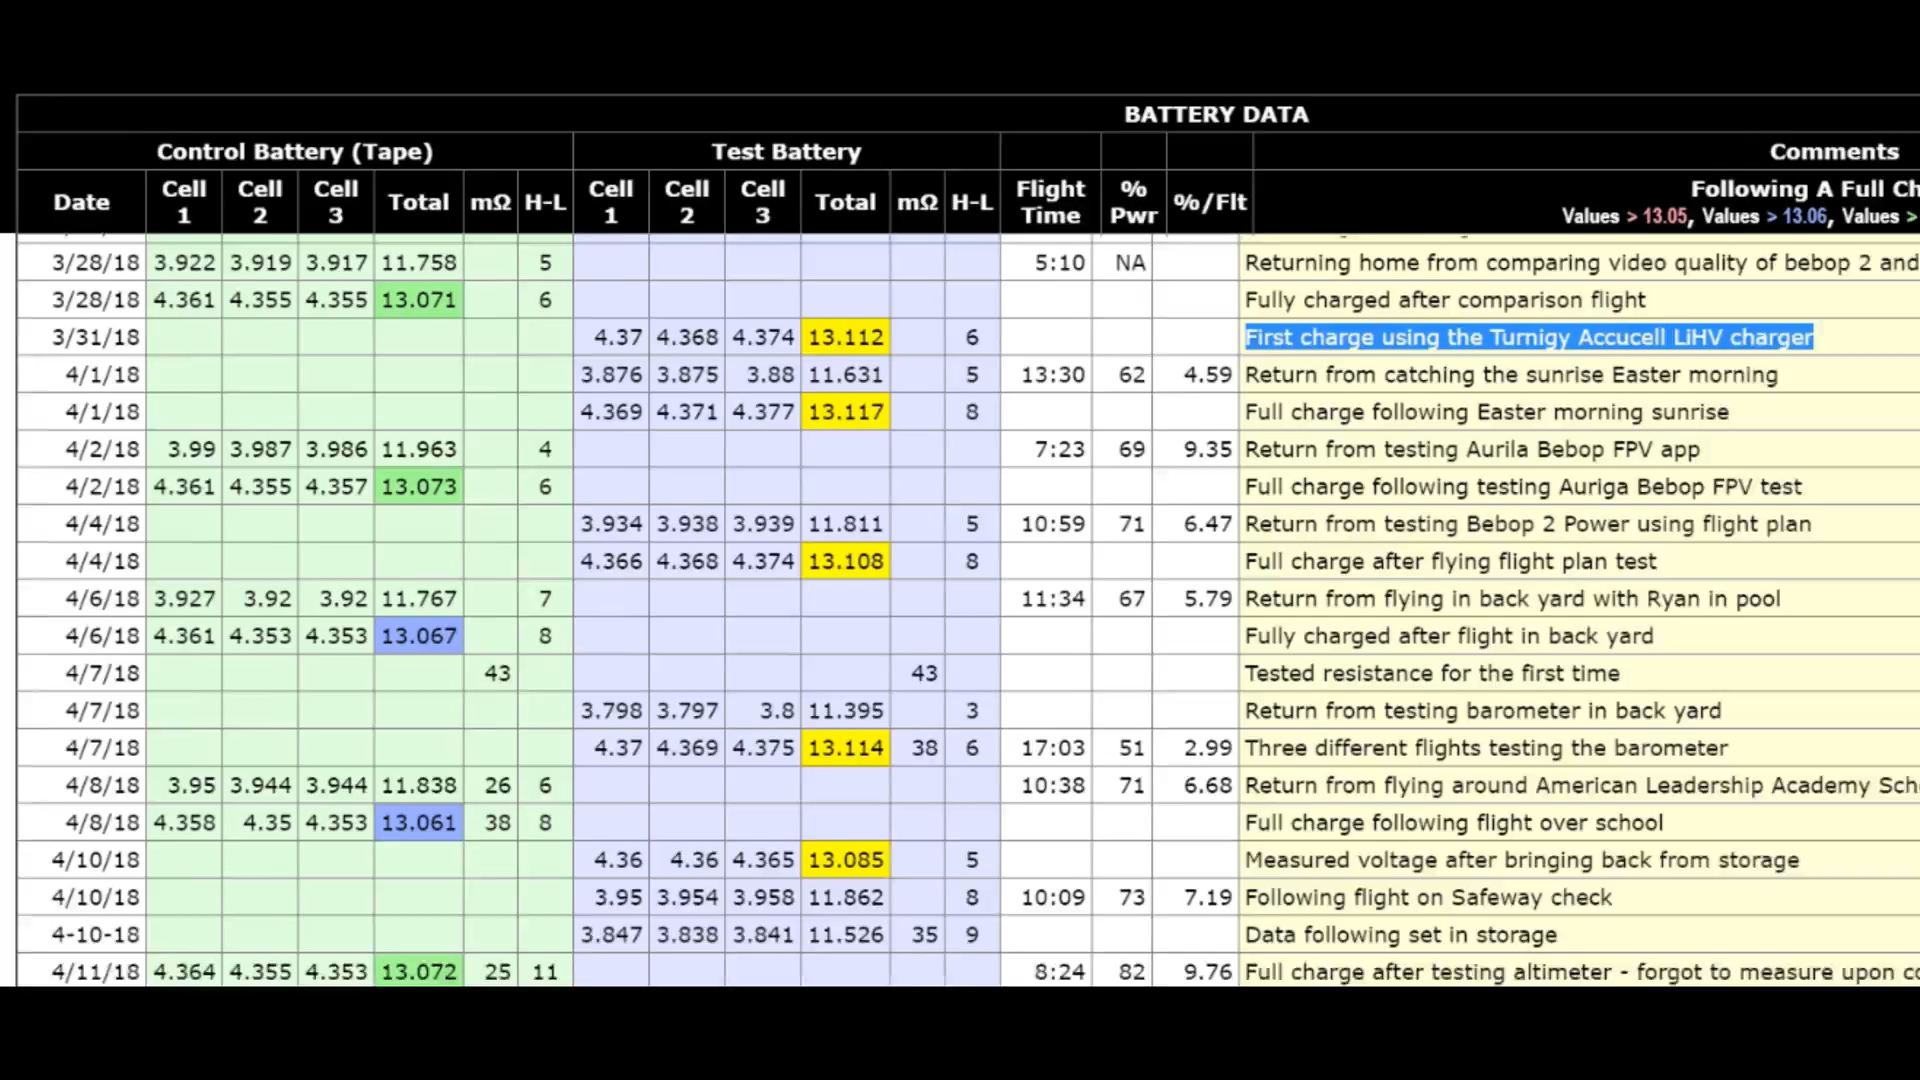 BATTERY DATA
Control Battery (Tape) Test Battery Comments
Date Cell 1 Cell 2 Cell 3 Total mΩ H-L Cell 1 Cell 2 Cell 3 Total mΩ H-L Flight Time % Pwr %/Flt Following A Full Ch
Values > 13.05, Values > 13.06, Values >
3/28/18 3.922 3.919 3.917 11.758 5 5:10 NA Returning home from comparing video quality of bebop 2 and
3/28/18 4.361 4.355 4.355 13.071 6 Fully charged after comparison flight
3/31/18 4.37 4.368 4.374 13.112 6 First charge using the Turnigy Accucell LiHV charger
4/1/18 3.876 3.875 3.88 11.631 5 13:30 62 4.59 Return from catching the sunrise Easter morning
4/1/18 4.369 4.371 4.377 13.117 8 Full charge following Easter morning sunrise
4/2/18 3.99 3.987 3.986 11.963 4 7:23 69 9.35 Return from testing Aurila Bebop FPV app
4/2/18 4.361 4.355 4.357 13.073 6 Full charge following testing Auriga Bebop FPV test
4/4/18 3.934 3.938 3.939 11.811 5 10:59 71 6.47 Return from testing Bebop 2 Power using flight plan
4/4/18 4.366 4.368 4.374 13.108 8 Full charge after flying flight plan test
4/6/18 3.927 3.92 3.92 11.767 7 11:34 67 5.79 Return from flying in back yard with Ryan in pool
4/6/18 4.361 4.353 4.353 13.067 8 Fully charged after flight in back yard
4/7/18 43 43 Tested resistance for the first time
4/7/18 3.798 3.797 3.8 11.395 3 Return from testing barometer in back yard
4/7/18 4.37 4.369 4.375 13.114 38 6 17:03 51 2.99 Three different flights testing the barometer
4/8/18 3.95 3.944 3.944 11.838 26 6 10:38 71 6.68 Return from flying around American Leadership Academy Sch
4/8/18 4.358 4.35 4.353 13.061 38 8 Full charge following flight over school
4/10/18 4.36 4.36 4.365 13.085 5 Measured voltage after bringing back from storage
4/10/18 3.95 3.954 3.958 11.862 8 10:09 73 7.19 Following flight on Safeway check
4-10-18 3.847 3.838 3.841 11.526 35 9 Data following set in storage
4/11/18 4.364 4.355 4.353 13.072 25 11 8:24 82 9.76 Full charge after testing altimeter - forgot to measure upon co